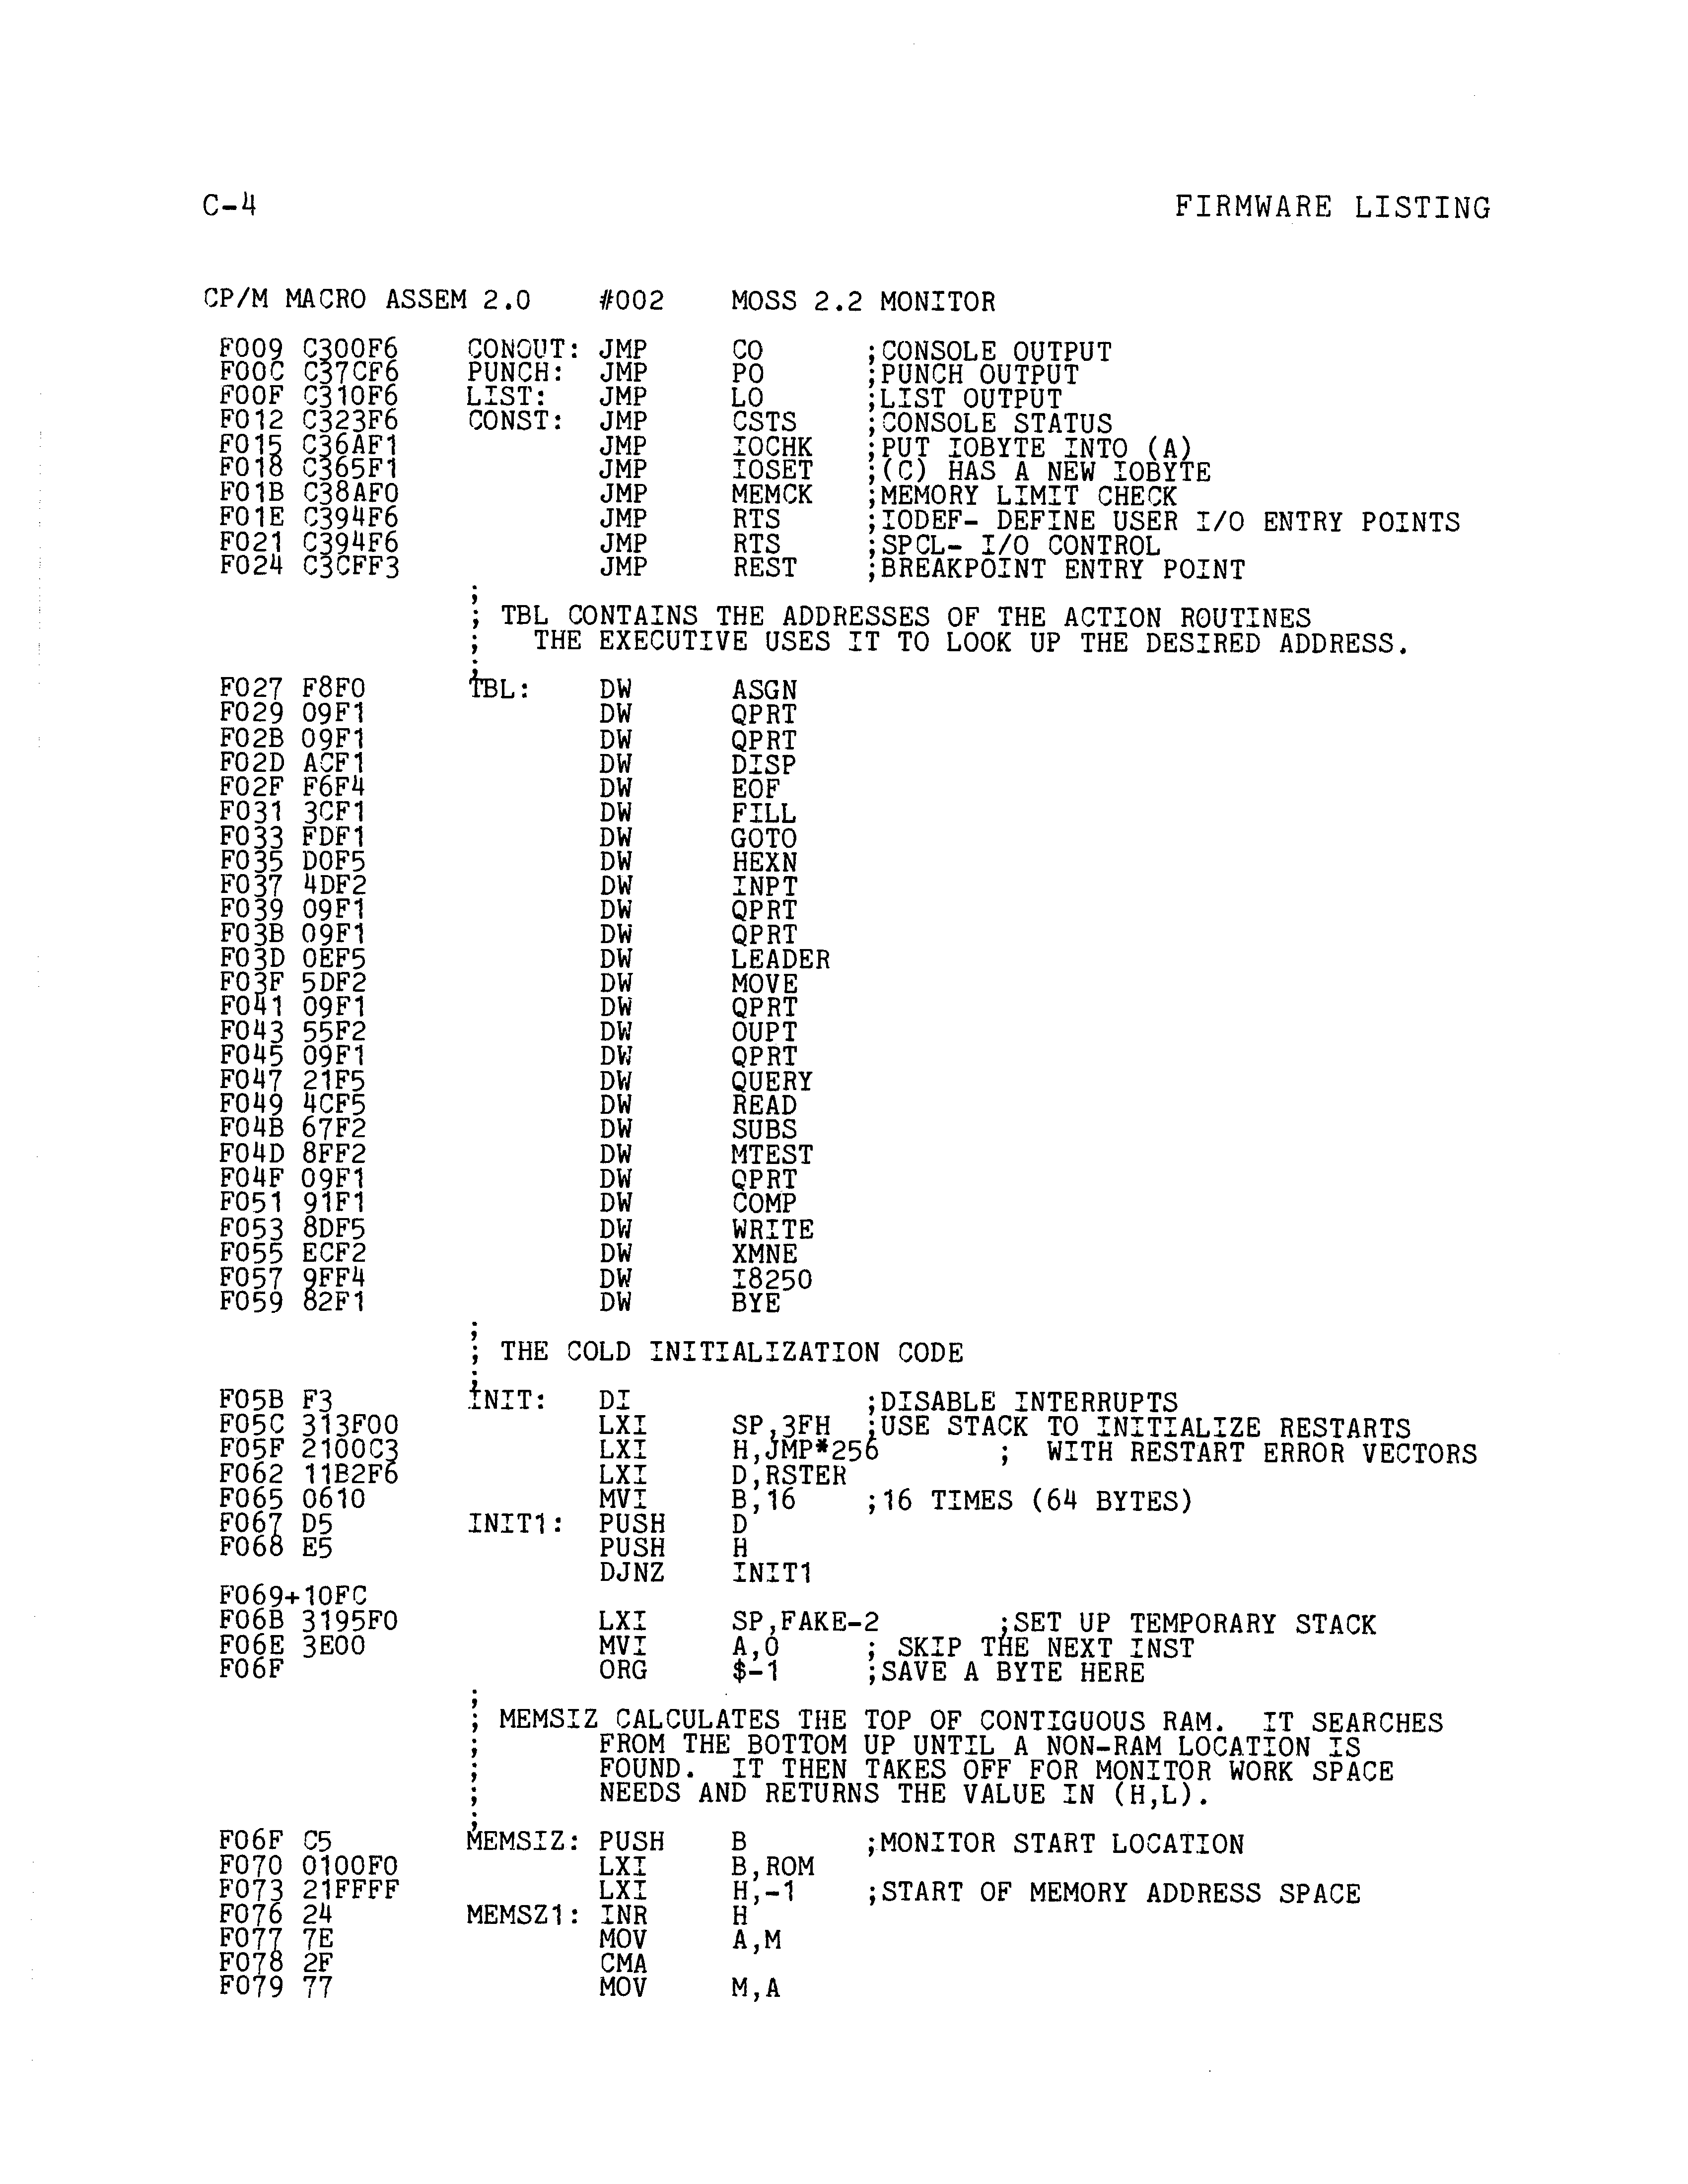 C-4 FIRMWARE LISTING
CP/M MACRO ASSEM 2.0 #002 MOSS 2.2 MONITOR
F009 C300F6 CONOUT: JMP CO ;CONSOLE OUTPUT
F00C C37CF6 PUNCH: JMP PO ;PUNCH OUTPUT
F00F C310F6 LIST: JMP LO ;LIST OUTPUT
F012 C323F6 CONST: JMP CSTS ;CONSOLE STATUS
F015 C36AF1 JMP IOCHK ;PUT IOBYTE INTO (A)
F018 C365F1 JMP IOSET ;(C) HAS A NEW IOBYTE
F01B C38AF0 JMP MEMCK ;MEMORY LIMIT CHECK
F01E C394F6 JMP RTS ;IODEF- DEFINE USER I/O ENTRY POINTS
F021 C394F6 JMP RTS ;SPCL- I/O CONTROL
F024 C3CFF3 JMP REST ;BREAKPOINT ENTRY POINT
;
; TBL CONTAINS THE ADDRESSES OF THE ACTION ROUTINES
; THE EXECUTIVE USES IT TO LOOK UP THE DESIRED ADDRESS.
;
F027 F8F0 TBL: DW ASGN
F029 09F1 DW QPRT
F02B 09F1 DW QPRT
F02D ACF1 DW DISP
F02F F6F4 DW EOF
F031 3CF1 DW FILL
F033 FDF1 DW GOTO
F035 D0F5 DW HEXN
F037 4DF2 DW INPT
F039 09F1 DW QPRT
F03B 09F1 DW QPRT
F03D 0EF5 DW LEADER
F03F 5DF2 DW MOVE
F041 09F1 DW QPRT
F043 55F2 DW OUPT
F045 09F1 DW QPRT
F047 21F5 DW QUERY
F049 4CF5 DW READ
F04B 67F2 DW SUBS
F04D 8FF2 DW MTEST
F04F 09F1 DW QPRT
F051 91F1 DW COMP
F053 8DF5 DW WRITE
F055 ECF2 DW XMNE
F057 9FF4 DW I8250
F059 82F1 DW BYE
;
; THE COLD INITIALIZATION CODE
;
F05B F3 INIT: DI ;DISABLE INTERRUPTS
F05C 313F00 LXI SP,3FH ;USE STACK TO INITIALIZE RESTARTS
F05F 2100C3 LXI H,JMP*256 ; WITH RESTART ERROR VECTORS
F062 11B2F6 LXI D,RSTER
F065 0610 MVI B,16 ;16 TIMES (64 BYTES)
F067 D5 INIT1: PUSH D
F068 E5 PUSH H
DJNZ INIT1
F069+10FC
F06B 3195F0 LXI SP,FAKE-2 ;SET UP TEMPORARY STACK
F06E 3E00 MVI A,0 ; SKIP THE NEXT INST
F06F ORG $-1 ;SAVE A BYTE HERE
;
; MEMSIZ CALCULATES THE TOP OF CONTIGUOUS RAM. IT SEARCHES
; FROM THE BOTTOM UP UNTIL A NON-RAM LOCATION IS
; FOUND. IT THEN TAKES OFF FOR MONITOR WORK SPACE
; NEEDS AND RETURNS THE VALUE IN (H,L).
;
F06F C5 MEMSIZ: PUSH B ;MONITOR START LOCATION
F070 0100F0 LXI B,ROM
F073 21FFFF LXI H,-1 ;START OF MEMORY ADDRESS SPACE
F076 24 MEMSZ1: INR H
F077 7E MOV A,M
F078 2F CMA
F079 77 MOV M,A